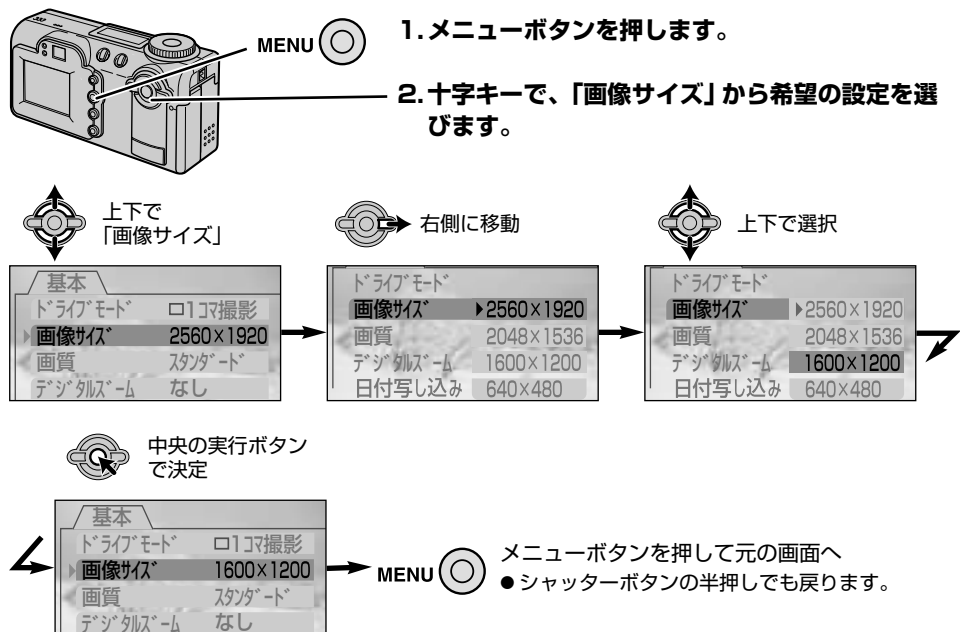 MENU
1. メニューボタンを押します。
2. 十字キーで、「画像サイズ」から希望の設定を選
びます。
上下で
「画像サイズ」
右側に移動
上下で選択
基本
ドライブモード □1コマ撮影
画像サイズ 2560×1920
画質 スタンダード
デジタルズーム なし
ドライブモード
画像サイズ ▶2560×1920
画質 2048×1536
デジタルズーム 1600×1200
日付写し込み 640×480
ドライブモード
画像サイズ ▶2560×1920
画質 2048×1536
デジタルズーム 1600×1200
日付写し込み 640×480
中央の実行ボタン
で決定
基本
ドライブモード □1コマ撮影
画像サイズ 1600×1200
画質 スタンダード
デジタルズーム なし
MENU
メニューボタンを押して元の画面へ
●シャッターボタンの半押しでも戻ります。